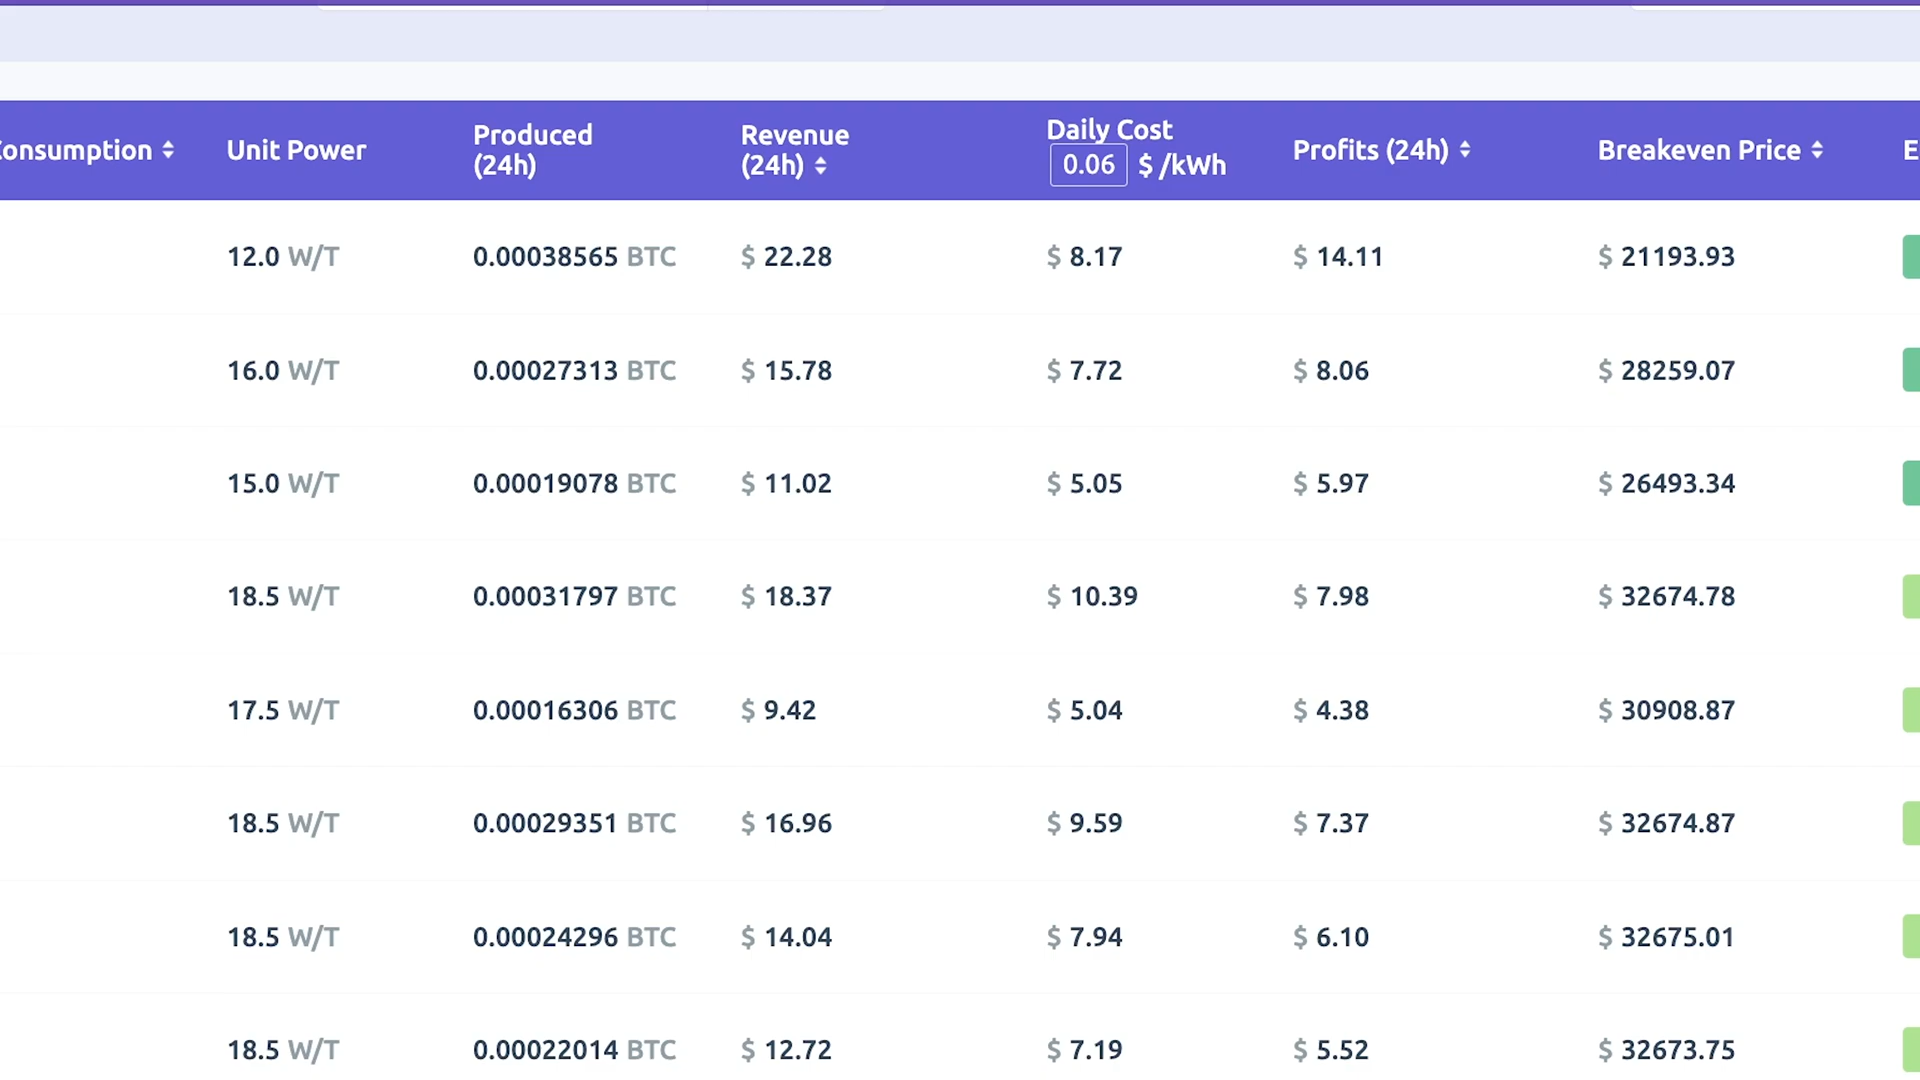 onsumption Unit Power Produced (24h) Revenue (24h) Daily Cost 0.06 $ /kWh Profits (24h) Breakeven Price E
12.0 W/T 0.00038565 BTC $ 22.28 $ 8.17 $ 14.11 $ 21193.93
16.0 W/T 0.00027313 BTC $ 15.78 $ 7.72 $ 8.06 $ 28259.07
15.0 W/T 0.00019078 BTC $ 11.02 $ 5.05 $ 5.97 $ 26493.34
18.5 W/T 0.00031797 BTC $ 18.37 $ 10.39 $ 7.98 $ 32674.78
17.5 W/T 0.00016306 BTC $ 9.42 $ 5.04 $ 4.38 $ 30908.87
18.5 W/T 0.00029351 BTC $ 16.96 $ 9.59 $ 7.37 $ 32674.87
18.5 W/T 0.00024296 BTC $ 14.04 $ 7.94 $ 6.10 $ 32675.01
18.5 W/T 0.00022014 BTC $ 12.72 $ 7.19 $ 5.52 $ 32673.75